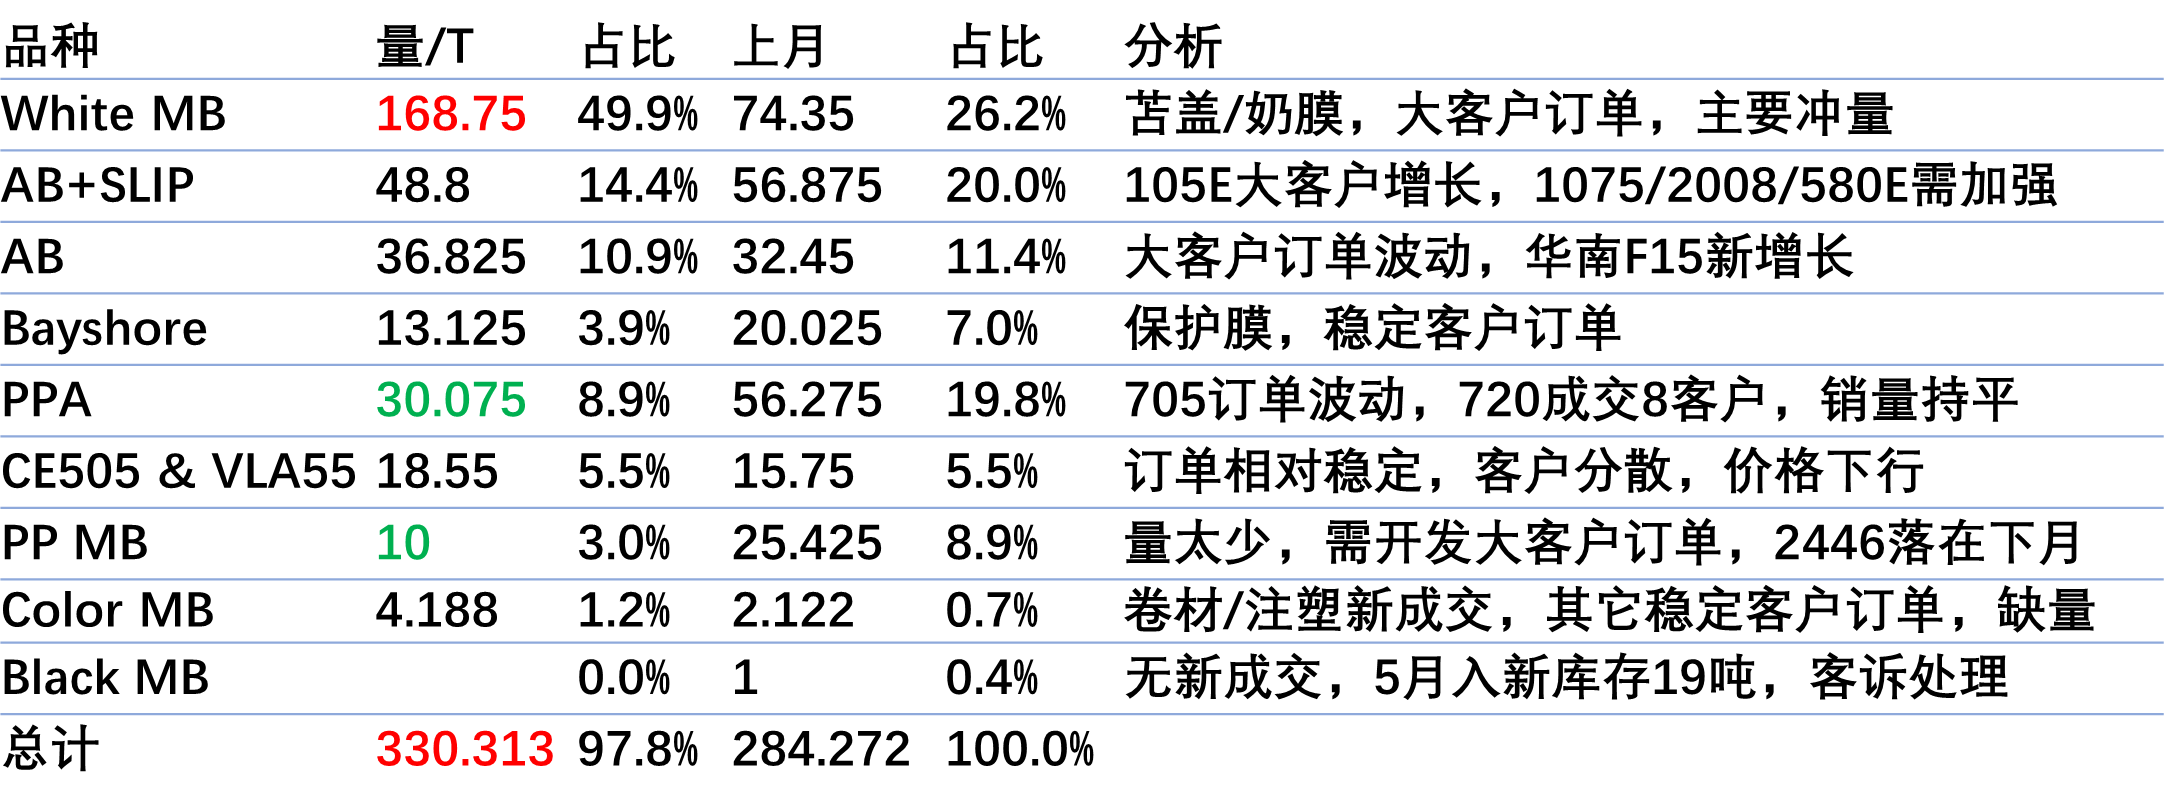 品种 量/T 占比 上月 占比 分析
White MB 168.75 49.9% 74.35 26.2% 苫盖/奶膜，大客户订单，主要冲量
AB+SLIP 48.8 14.4% 56.875 20.0% 105E大客户增长，1075/2008/580E需加强
AB 36.825 10.9% 32.45 11.4% 大客户订单波动，华南F15新增长
Bayshore 13.125 3.9% 20.025 7.0% 保护膜，稳定客户订单
PPA 30.075 8.9% 56.275 19.8% 705订单波动，720成交8客户，销量持平
CE505 & VLA55 18.55 5.5% 15.75 5.5% 订单相对稳定，客户分散，价格下行
PP MB 10 3.0% 25.425 8.9% 量太少，需开发大客户订单，2446落在下月
Color MB 4.188 1.2% 2.122 0.7% 卷材/注塑新成交，其它稳定客户订单，缺量
Black MB 0.0% 1 0.4% 无新成交，5月入新库存19吨，客诉处理
总计 330.313 97.8% 284.272 100.0%